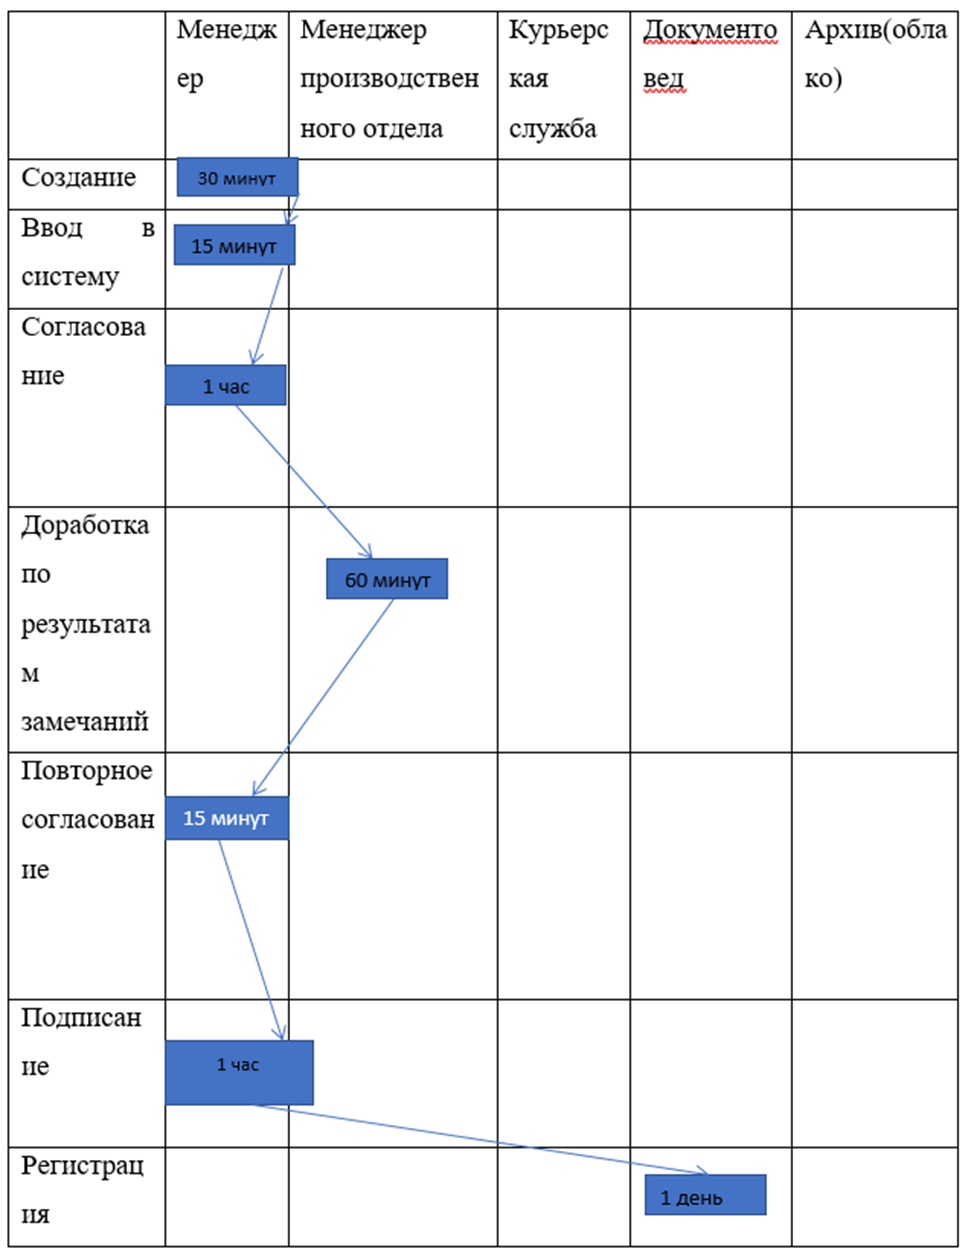 Менедж
ер
Менеджер
производствен
ного отдела
Курьерс
кая
служба
Документо
вед
Архив(обла
ко)
Создание
30 минут
Ввод в
систему
15 минут
Согласова
ние
1 час
Доработка
по
результата
м
замечаний
60 минут
Повторное
согласован
ие
15 минут
Подписан
ие
1 час
Регистрац
ия
1 день